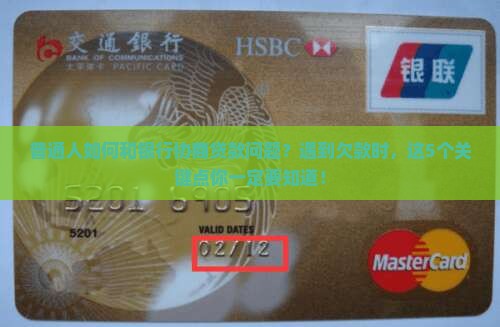 交通銀行 HSBC
BANK OF COMMUNICATIONS
太平洋卡 PACIFIC CARD
银联
普通人如何和银行协商贷款问题？遇到欠款时，这5个关
键点你一定要知道！
5201 6905
5201
VALID DATES
02/12
MasterCard